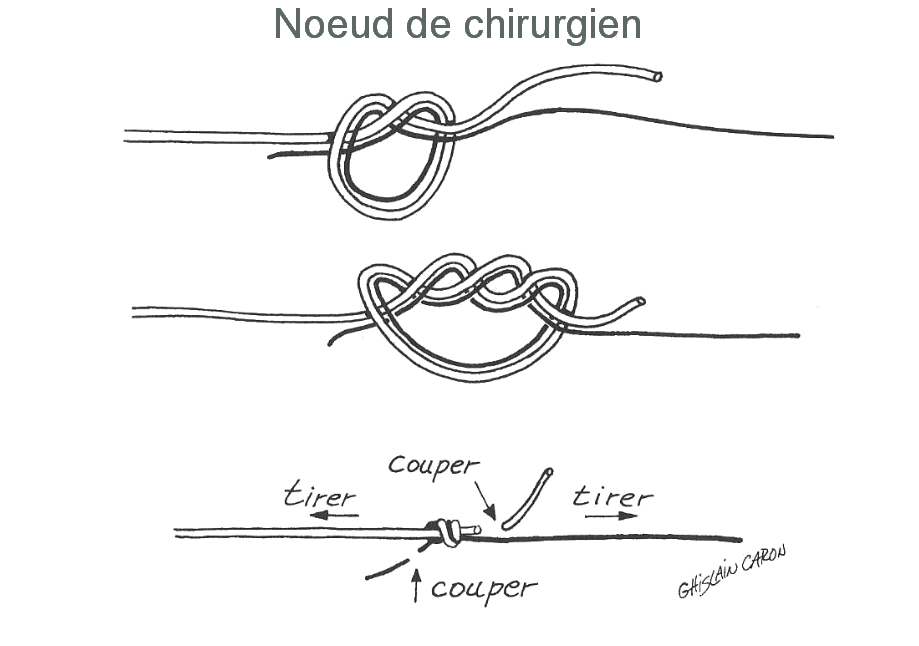 Noeud de chirurgien
couper
tirer
tirer
couper
GHISLAIN CARON